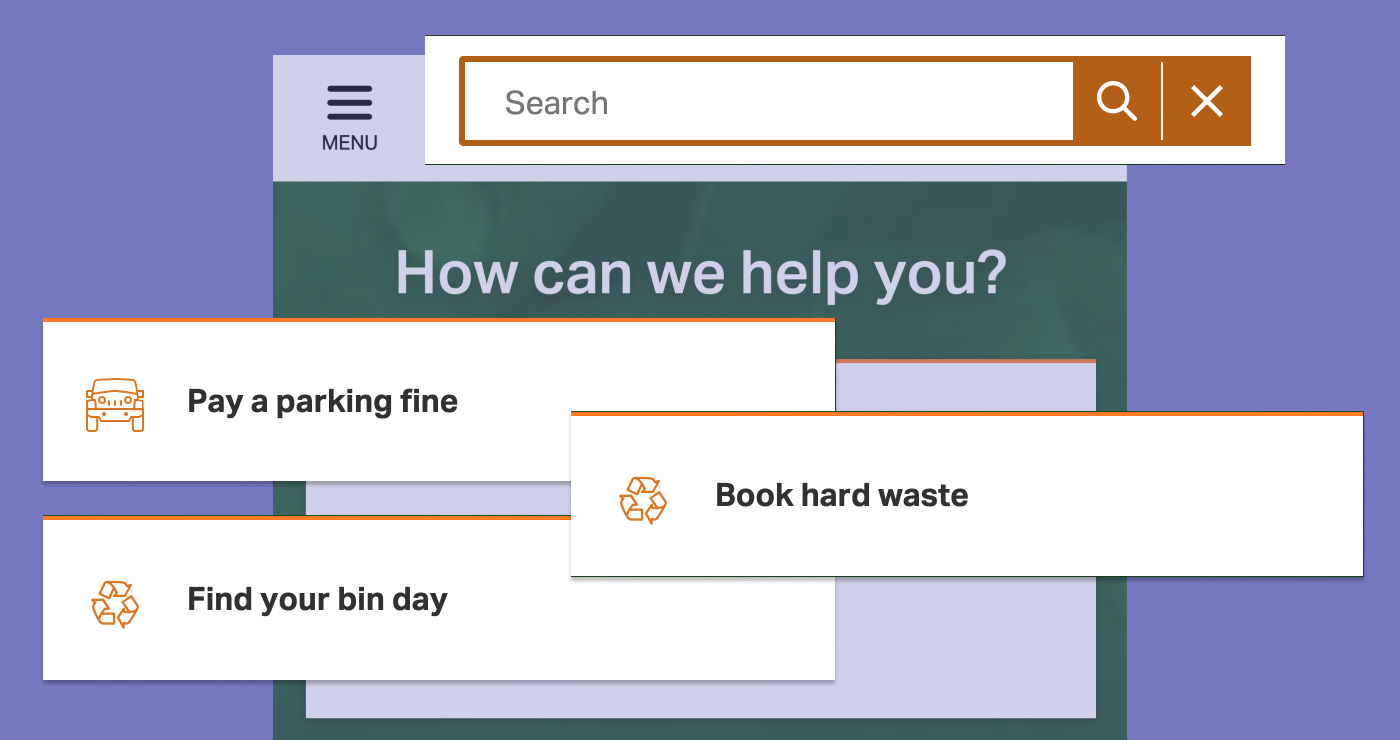 Search
MENU
How can we help you?
Pay a parking fine
Book hard waste
Find your bin day